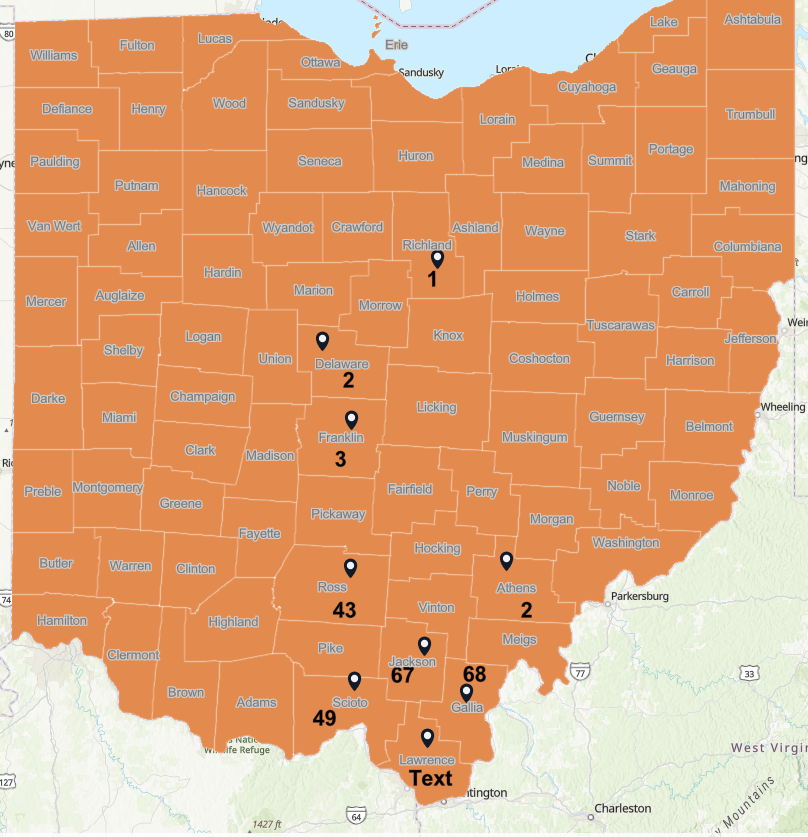 Lake
Ashtabula
80
Lucas
Fulton
Williams
Erie
Ottawa
Sandusky
Geauga
Cuyahoga
Defiance
Henry
Wood
Sandusky
Lorain
Trumbull
Portage
Huron
Seneca
Medina
Summit
Paulding
Putnam
Hancock
Mahoning
Van Wert
Wyandot
Crawford
Ashland
Wayne
Stark
Allen
Richland
Columbiana
1
Hardin
Marion
Morrow
Holmes
Carroll
Mercer
Auglaize
Tuscarawas
Logan
Knox
Jefferson
Shelby
Union
Delaware
2
Coshocton
Harrison
Darke
Champaign
Licking
Wheeling
Miami
Guernsey
Belmont
Franklin
3
Muskingum
Clark
Madison
Preble
Montgomery
Greene
Fairfield
Perry
Noble
Monroe
Pickaway
Morgan
Fayette
Washington
Hocking
Butler
Warren
Clinton
Ross
43
Athens
2
Parkersburg
74
Vinton
Hamilton
Highland
Meigs
Pike
Clermont
Jackson
67
68
77
33
Brown
Adams
Scioto
49
Gallia
West Virgi
Lawrence
Text
127
Charleston
64
1427 ft
Mountains